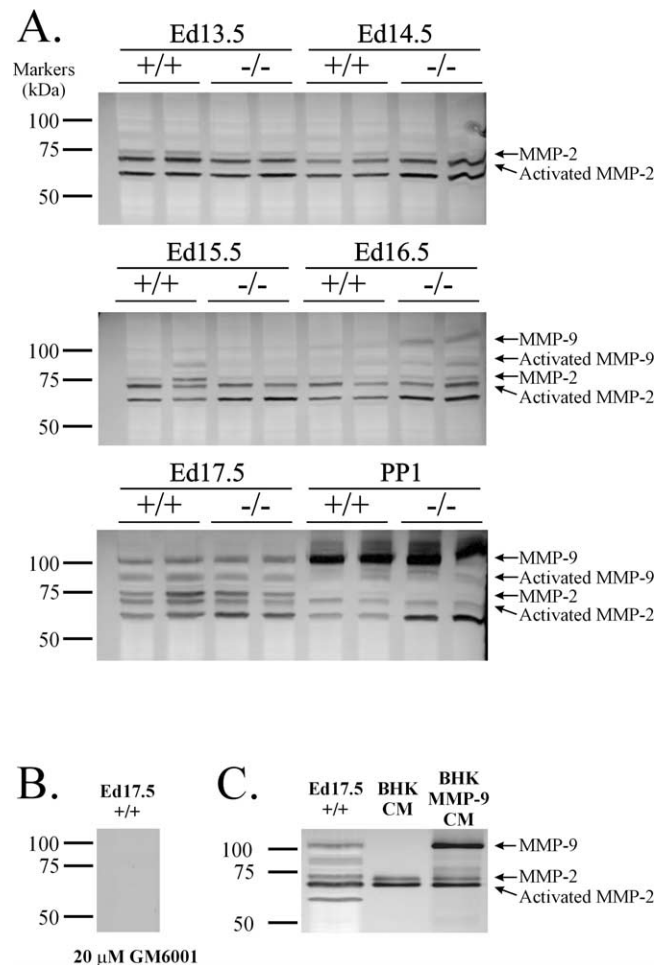 A.
Ed13.5 Ed14.5
+/+ -/- +/+ -/-
Markers
(kDa)
100
75
50
MMP-2
Activated MMP-2
Ed15.5 Ed16.5
+/+ -/- +/+ -/-
100
75
50
MMP-9
Activated MMP-9
MMP-2
Activated MMP-2
Ed17.5 PP1
+/+ -/- +/+ -/-
100
75
50
MMP-9
Activated MMP-9
MMP-2
Activated MMP-2
B.
Ed17.5
+/+
100
75
50
20 µM GM6001
C.
Ed17.5
+/+
BHK
CM
BHK
MMP-9
CM
100
75
50
MMP-9
MMP-2
Activated MMP-2